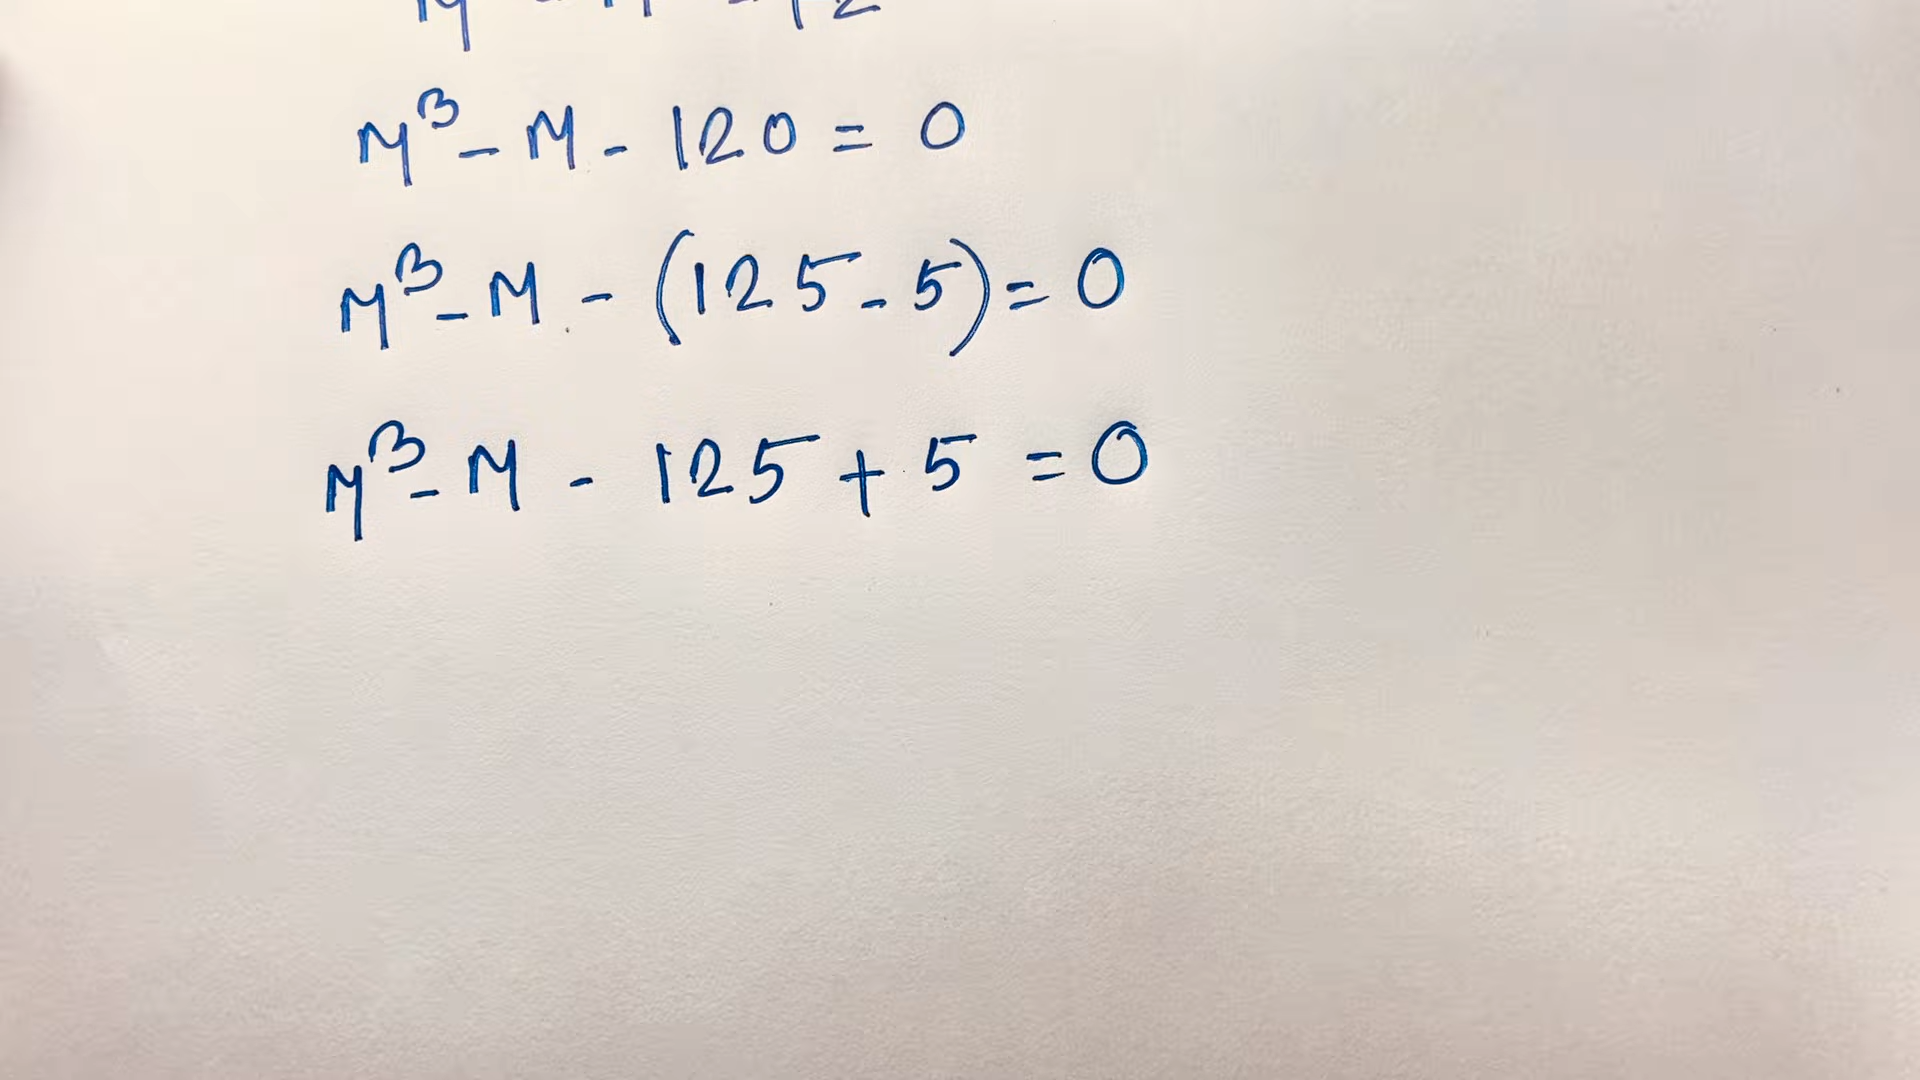 M³ - M - 120 = 0
M³ - M - (125 - 5) = 0
M³ - M - 125 + 5 = 0